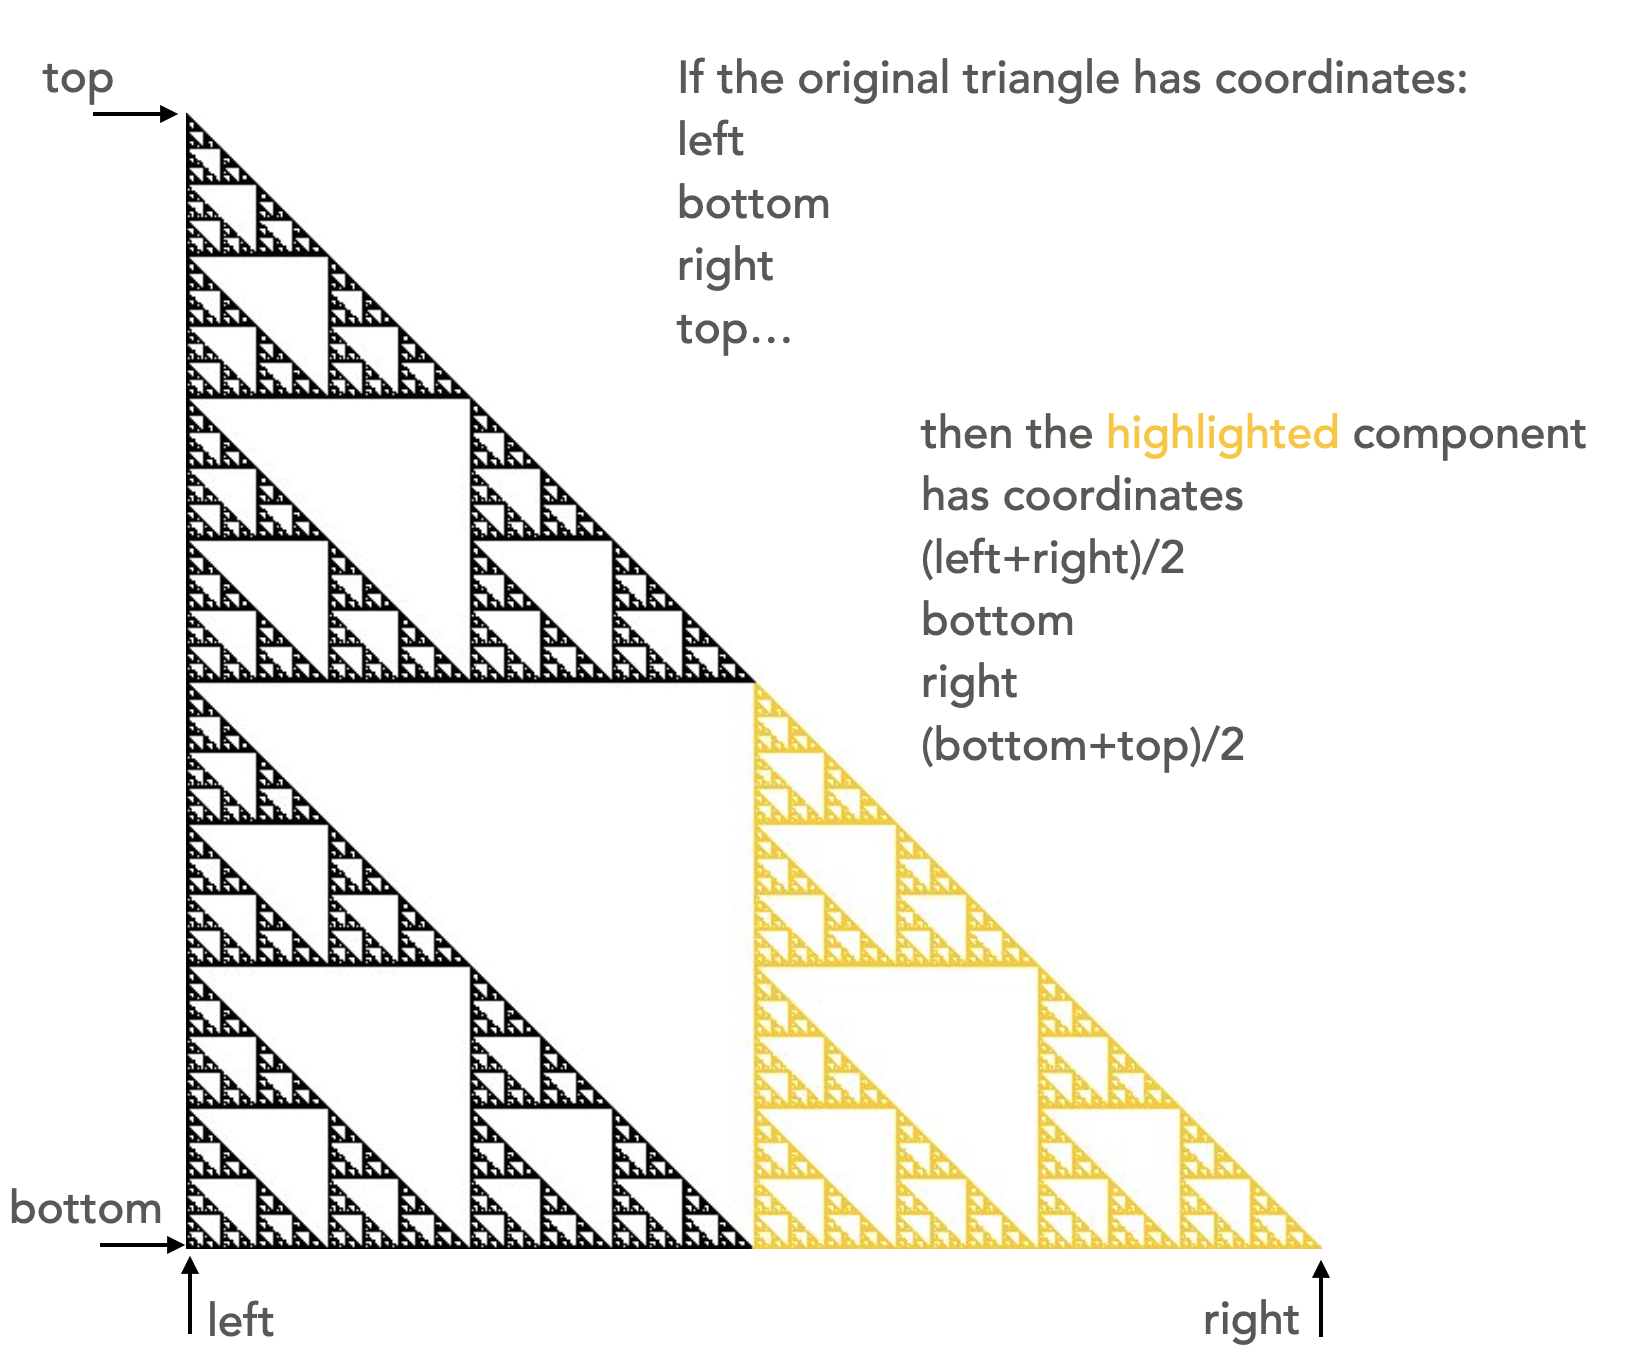 top
If the original triangle has coordinates:
left
bottom
right
top…
then the highlighted component
has coordinates
(left+right)/2
bottom
right
(bottom+top)/2
bottom
left
right